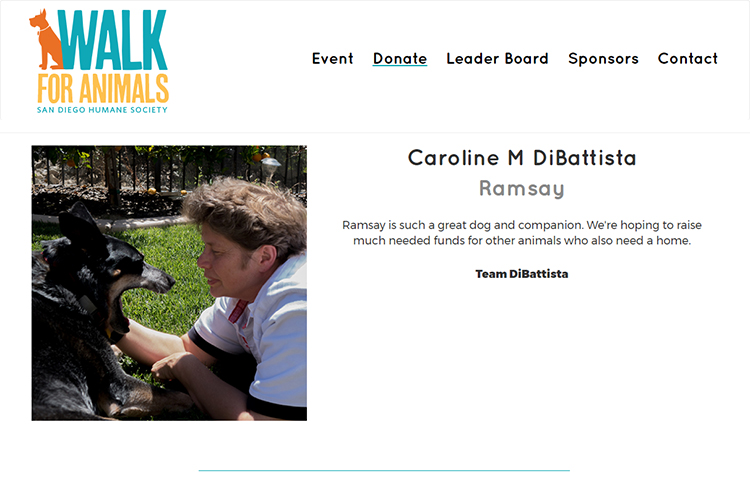 WALK
FOR ANIMALS
SAN DIEGO HUMANE SOCIETY
Event Donate Leader Board Sponsors Contact
Caroline M DiBattista
Ramsay
Ramsay is such a great dog and companion. We're hoping to raise
much needed funds for other animals who also need a home.
Team DiBattista